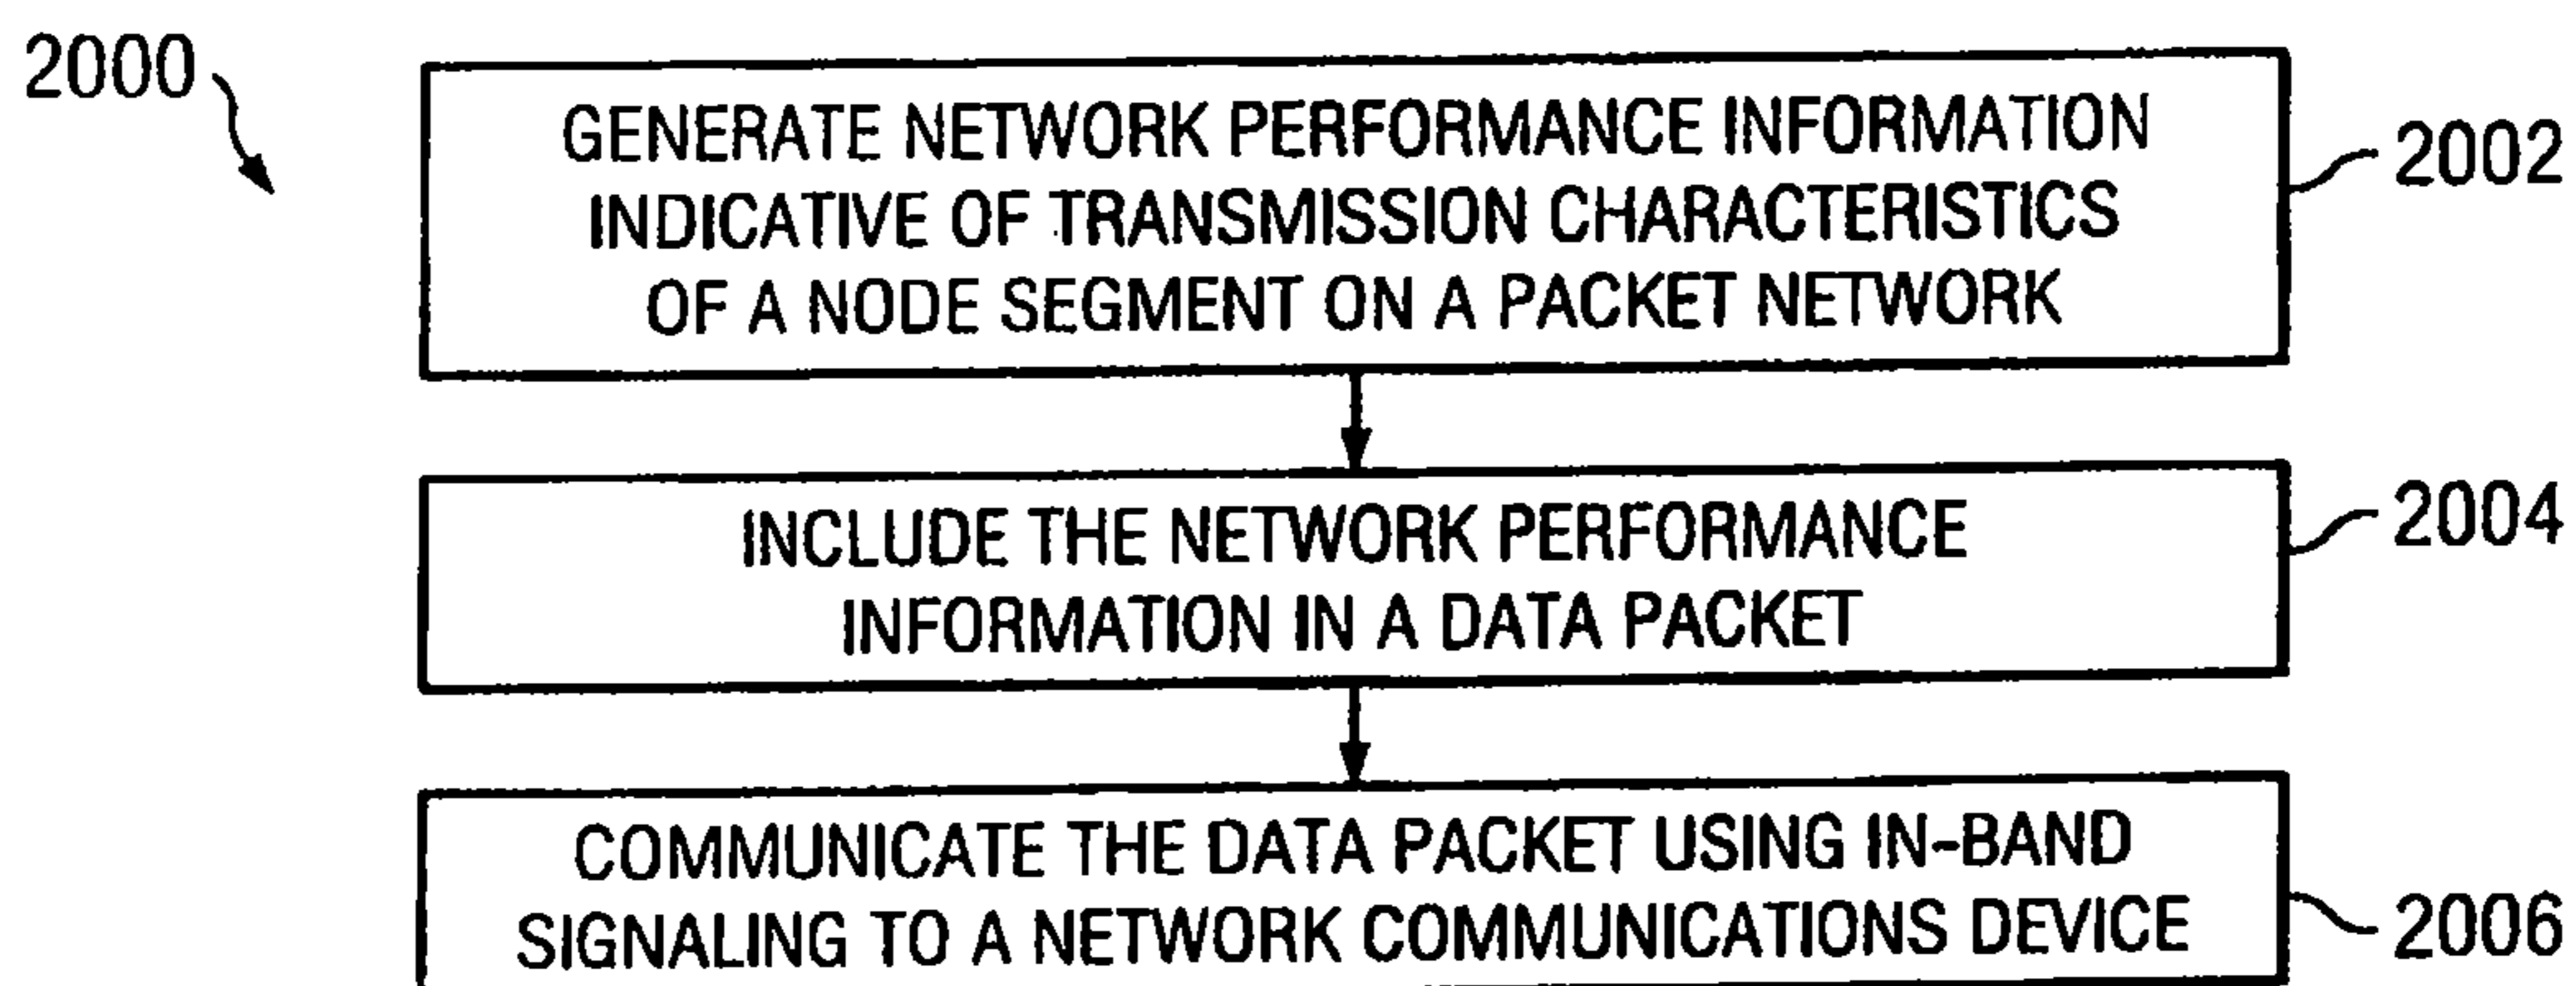 2000
GENERATE NETWORK PERFORMANCE INFORMATION
INDICATIVE OF TRANSMISSION CHARACTERISTICS
OF A NODE SEGMENT ON A PACKET NETWORK
2002
INCLUDE THE NETWORK PERFORMANCE
INFORMATION IN A DATA PACKET
2004
COMMUNICATE THE DATA PACKET USING IN-BAND
SIGNALING TO A NETWORK COMMUNICATIONS DEVICE
2006